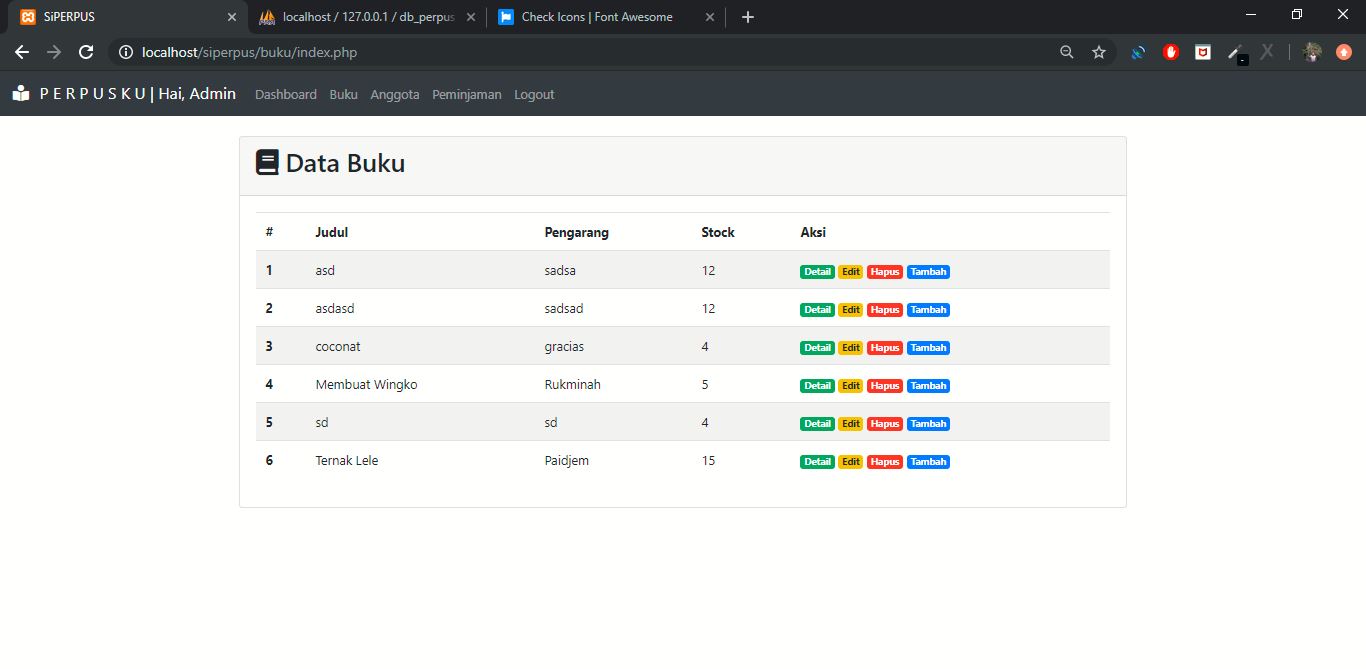 SiPERPUS
localhost / 127.0.0.1 / db_perpus
Check Icons | Font Awesome
localhost/siperpus/buku/index.php
P E R P U S K U | Hai, Admin Dashboard Buku Anggota Peminjaman Logout
Data Buku
# Judul Pengarang Stock Aksi
1 asd sadsa 12 Detail Edit Hapus Tambah
2 asdasd sadsad 12 Detail Edit Hapus Tambah
3 coconat gracias 4 Detail Edit Hapus Tambah
4 Membuat Wingko Rukminah 5 Detail Edit Hapus Tambah
5 sd sd 4 Detail Edit Hapus Tambah
6 Ternak Lele Paidjem 15 Detail Edit Hapus Tambah